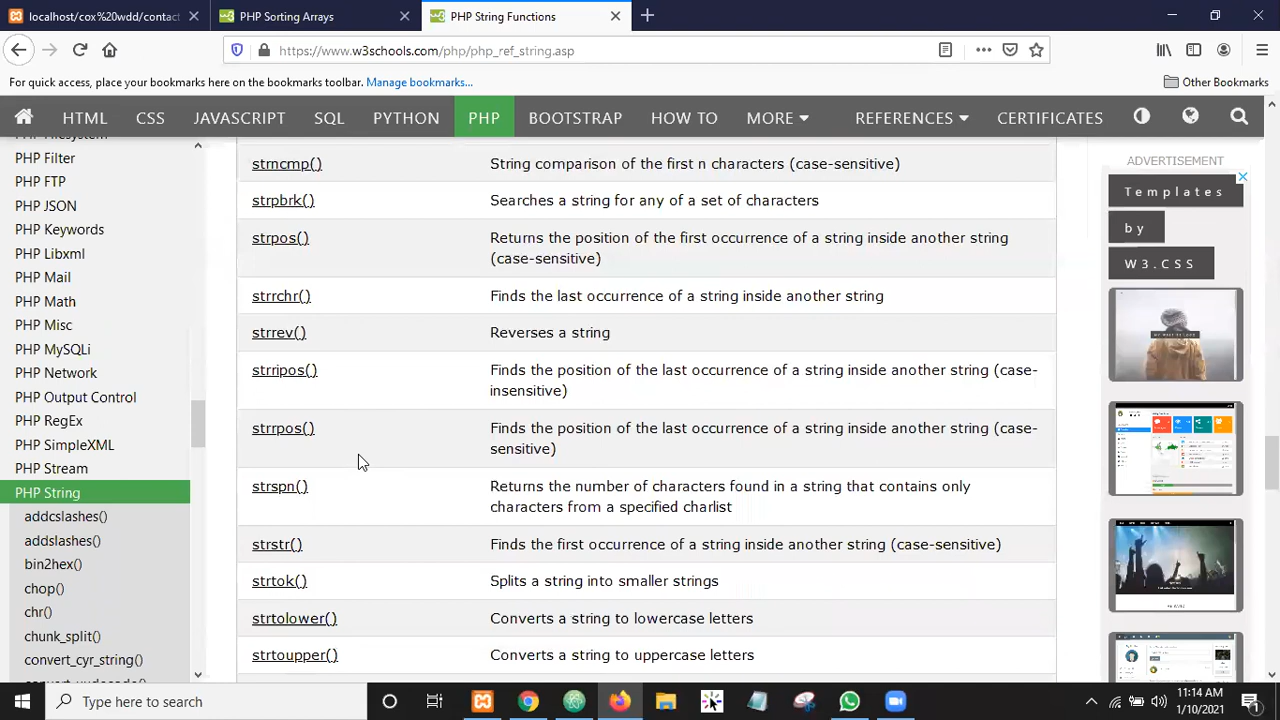 localhost/cox%20wdd/contact
PHP Sorting Arrays
PHP String Functions
https://www.w3schools.com/php/php_ref_string.asp
For quick access, place your bookmarks here on the bookmarks toolbar. Manage bookmarks...
Other Bookmarks
HTML CSS JAVASCRIPT SQL PYTHON PHP BOOTSTRAP HOW TO MORE REFERENCES CERTIFICATES
PHP Filesystem
PHP Filter
PHP FTP
PHP JSON
PHP Keywords
PHP Libxml
PHP Mail
PHP Math
PHP Misc
PHP MySQLi
PHP Network
PHP Output Control
PHP RegEx
PHP SimpleXML
PHP Stream
PHP String
addcslashes()
addslashes()
bin2hex()
chop()
chr()
chunk_split()
convert_cyr_string()
strncmp() String comparison of the first n characters (case-sensitive)
strpbrk() Searches a string for any of a set of characters
strpos() Returns the position of the first occurrence of a string inside another string
(case-sensitive)
strrchr() Finds the last occurrence of a string inside another string
strrev() Reverses a string
strripos() Finds the position of the last occurrence of a string inside another string (case-
insensitive)
strrpos() Finds the position of the last occurrence of a string inside another string (case-
sensitive)
strspn() Returns the number of characters found in a string that contains only
characters from a specified charlist
strstr() Finds the first occurrence of a string inside another string (case-sensitive)
strtok() Splits a string into smaller strings
strtolower() Converts a string to lowercase letters
strtoupper() Converts a string to uppercase letters
ADVERTISEMENT
Templates
by
W3.CSS
Type here to search
11:14 AM
1/10/2021